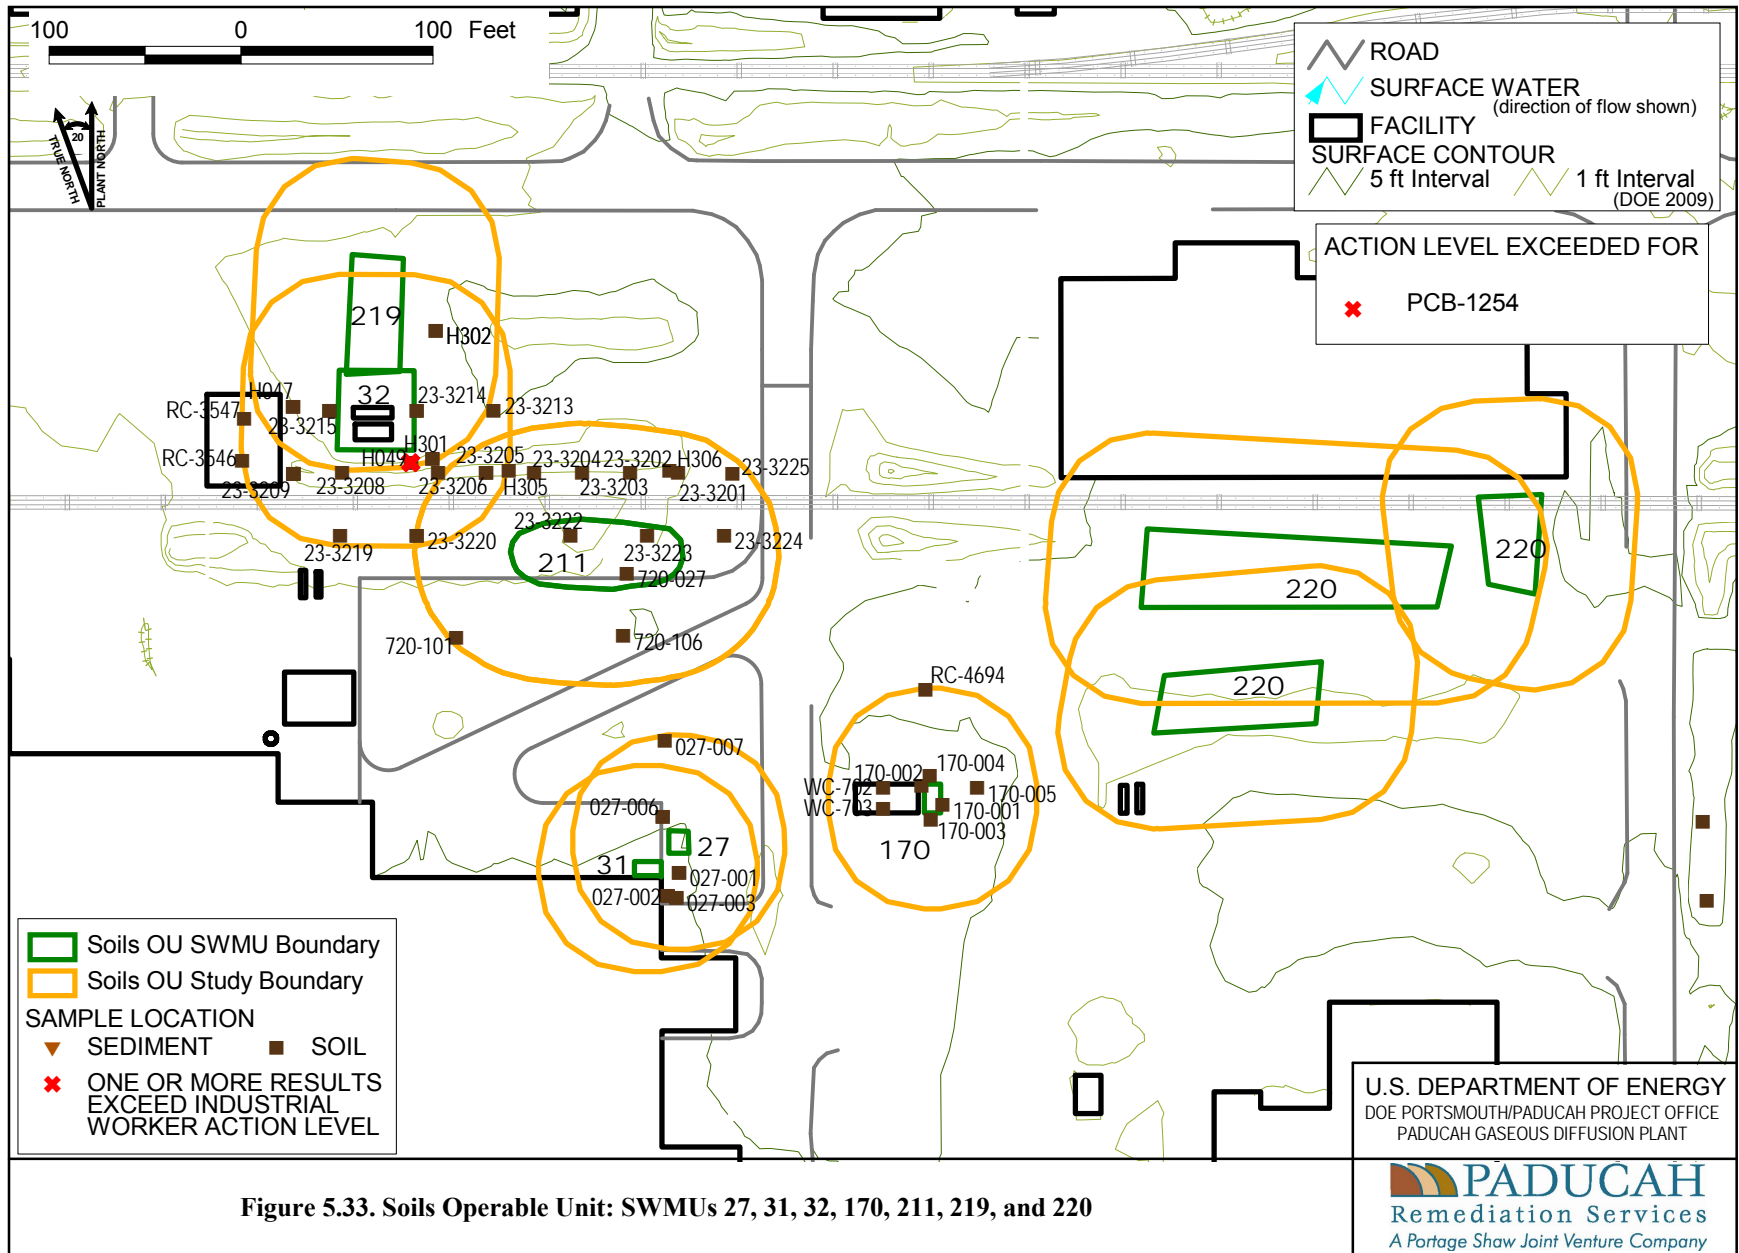 100 0 100 Feet
TRUE NORTH
20
PLANT NORTH
ROAD
SURFACE WATER
(direction of flow shown)
FACILITY
SURFACE CONTOUR
5 ft Interval 1 ft Interval
(DOE 2009)
ACTION LEVEL EXCEEDED FOR
PCB-1254
219
H302
32
H047
RC-3547
23-3215
23-3214
23-3213
RC-3546
H049
H301
23-3205
23-3204
23-3202
H306
23-3225
23-3209
23-3208
23-3206
H305
23-3203
23-3201
23-3222
23-3219
23-3220
211
23-3223
23-3224
720-027
720-101
720-106
220
220
220
RC-4694
027-007
170-002
170-004
WC-702
170-005
WC-703
170-001
170-003
170
027-006
27
31
027-001
027-002
027-003
Soils OU SWMU Boundary
Soils OU Study Boundary
SAMPLE LOCATION
SEDIMENT SOIL
ONE OR MORE RESULTS
EXCEED INDUSTRIAL
WORKER ACTION LEVEL
U.S. DEPARTMENT OF ENERGY
DOE PORTSMOUTH/PADUCAH PROJECT OFFICE
PADUCAH GASEOUS DIFFUSION PLANT
PADUCAH
Remediation Services
A Portage Shaw Joint Venture Company
Figure 5.33. Soils Operable Unit: SWMUs 27, 31, 32, 170, 211, 219, and 220